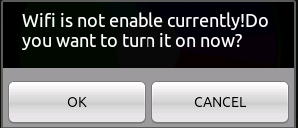 Wifi is not enable currently!Do
you want to turn it on now?
OK
CANCEL